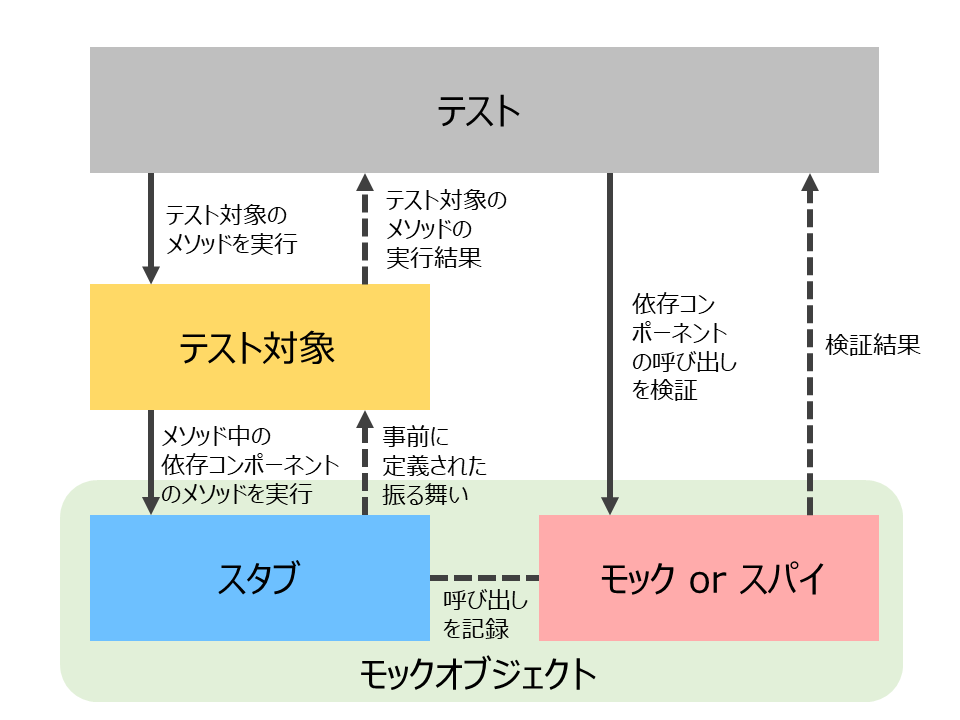 テスト
テスト対象の
メソッドを実行
テスト対象の
メソッドの
実行結果
依存コン
ポーネント
の呼び出し
を検証
検証結果
テスト対象
メソッド中の
依存コンポーネント
のメソッドを実行
事前に
定義された
振る舞い
スタブ
呼び出し
を記録
モック or スパイ
モックオブジェクト